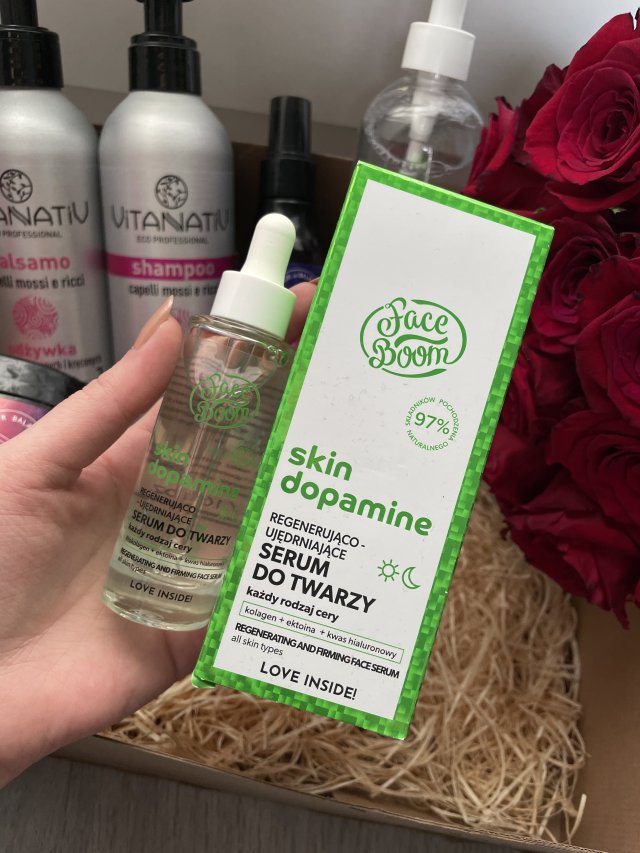 VITANATIV
PROFESSIONAL
balsamo
capelli mossi e ricci
odżywka
VITANATIV
ECO PROFESSIONAL
shampoo
capelli mossi e ricci
Face
Boom
skin
dopamine
REGENERUJĄCO
-UJĘDRNIAJĄCE
SERUM DO TWARZY
każdy rodzaj cery
kolagen + ektoina + kwas hialuronowy
REGENERATING AND FIRMING FACE SERUM
all skin types
LOVE INSIDE!
Face
Boom
SKŁADNIKÓW POCHODZENIA
97%
NATURALNEGO
skin
dopamine
REGENERUJĄCO -
UJĘDRNIAJĄCE
SERUM
DO TWARZY
każdy rodzaj cery
kolagen + ektoina + kwas hialuronowy
REGENERATING AND FIRMING FACE SERUM
all skin types
LOVE INSIDE!